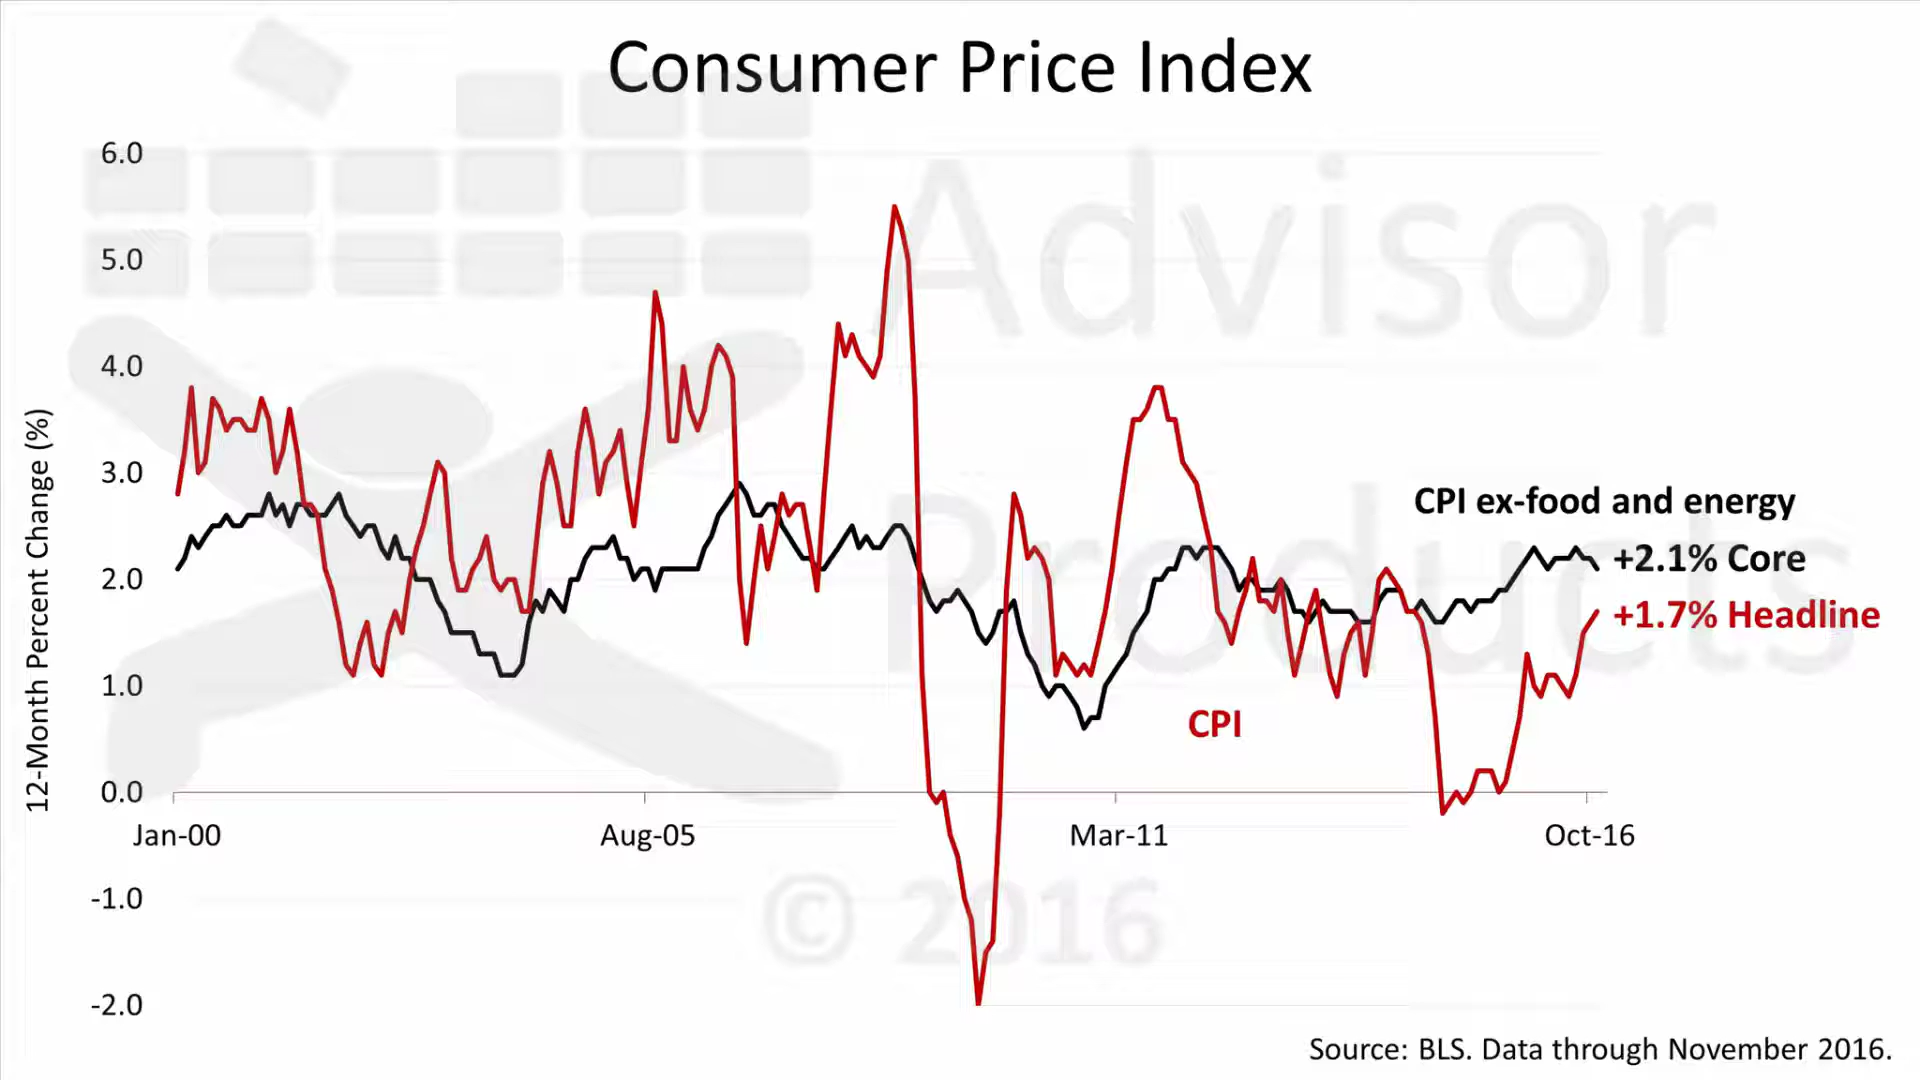 Consumer Price Index
12-Month Percent Change (%)
6.0
5.0
4.0
3.0
2.0
1.0
0.0
-1.0
-2.0
Jan-00
Aug-05
Mar-11
Oct-16
CPI ex-food and energy
+2.1% Core
+1.7% Headline
CPI
Advisor
Products
© 2016
Source: BLS. Data through November 2016.